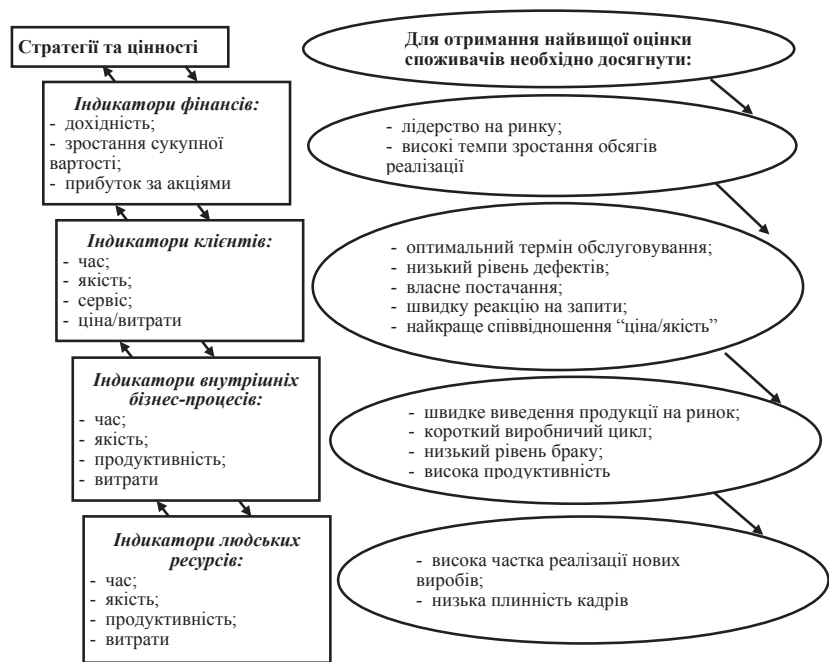 Стратегії та цінності
Індикатори фінансів:
- дохідність;
- зростання сукупної
вартості;
- прибуток за акціями
Індикатори клієнтів:
- час;
- якість;
- сервіс;
- ціна/витрати
Індикатори внутрішніх
бізнес-процесів:
- час;
- якість;
- продуктивність;
- витрати
Індикатори людських
ресурсів:
- час;
- якість;
- продуктивність;
- витрати
Для отримання найвищої оцінки
споживачів необхідно досягнути:
- лідерство на ринку;
- високі темпи зростання обсягів
реалізації
- оптимальний термін обслуговування;
- низький рівень дефектів;
- власне постачання;
- швидку реакцію на запити;
- найкраще співвідношення “ціна/якість”
- швидке виведення продукції на ринок;
- короткий виробничий цикл;
- низький рівень браку;
- висока продуктивність
- висока частка реалізації нових
виробів;
- низька плинність кадрів